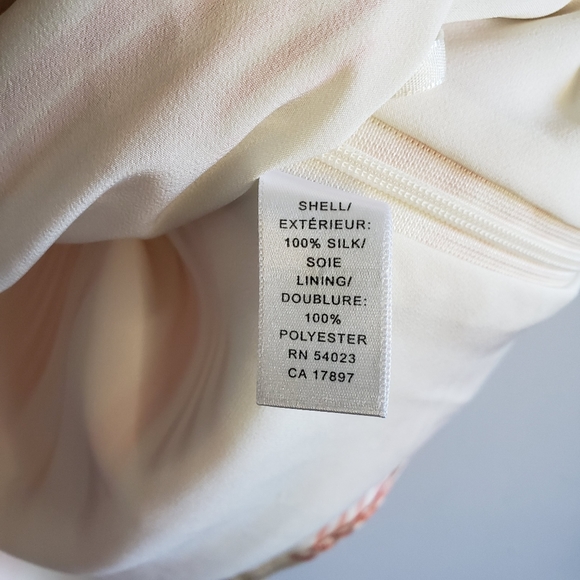 SHELL/
EXTÉRIEUR:
100% SILK/
SOIE
LINING/
DOUBLURE:
100%
POLYESTER
RN 54023
CA 17897